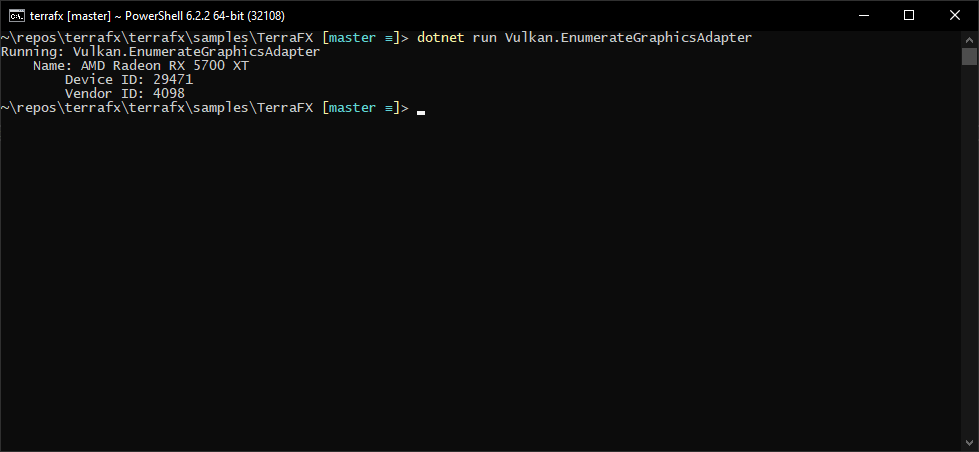 terrafx [master] ~ PowerShell 6.2.2 64-bit (32108)
~\repos\terrafx\terrafx\samples\TerraFX [master ≡]> dotnet run Vulkan.EnumerateGraphicsAdapter
Running: Vulkan.EnumerateGraphicsAdapter
    Name: AMD Radeon RX 5700 XT
        Device ID: 29471
        Vendor ID: 4098
~\repos\terrafx\terrafx\samples\TerraFX [master ≡]>